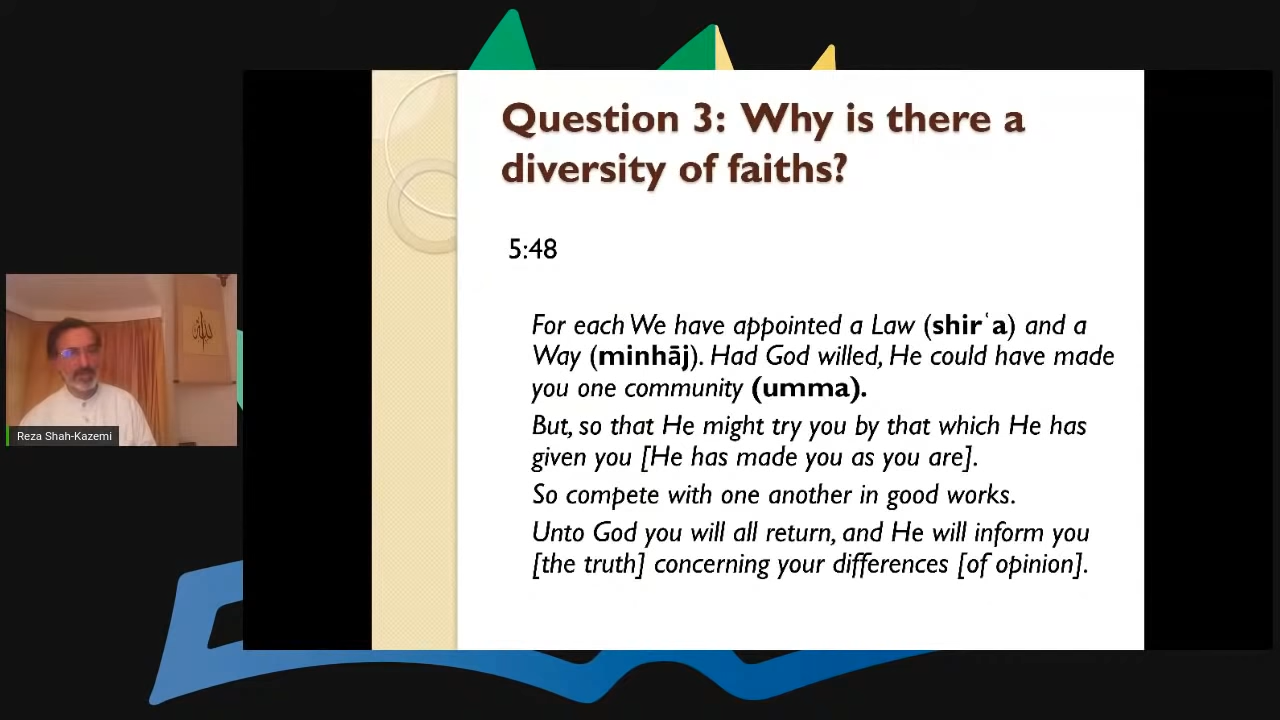 Question 3: Why is there a
diversity of faiths?
5:48
For each We have appointed a Law (shirʿa) and a
Way (minhāj). Had God willed, He could have made
you one community (umma).
But, so that He might try you by that which He has
given you [He has made you as you are].
So compete with one another in good works.
Unto God you will all return, and He will inform you
[the truth] concerning your differences [of opinion].
Reza Shah-Kazemi